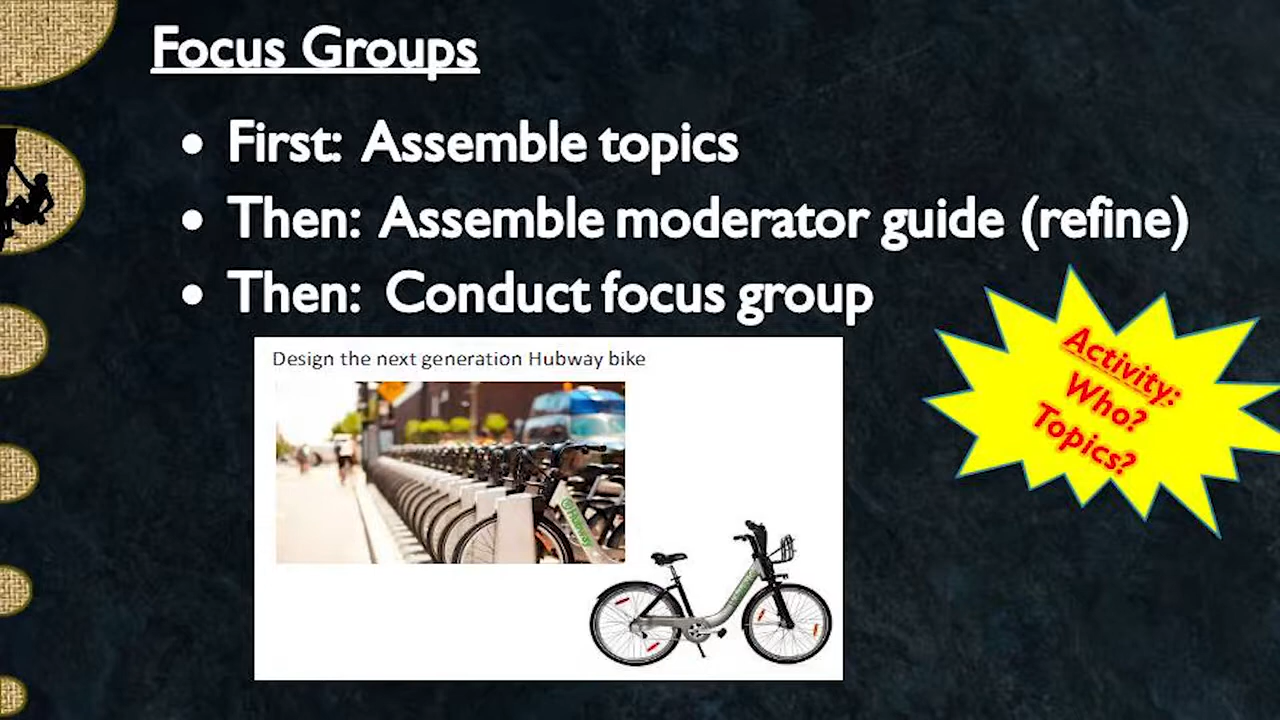 Focus Groups
• First: Assemble topics
• Then: Assemble moderator guide (refine)
• Then: Conduct focus group
Design the next generation Hubway bike
Activity:
Who?
Topics?
Hubway